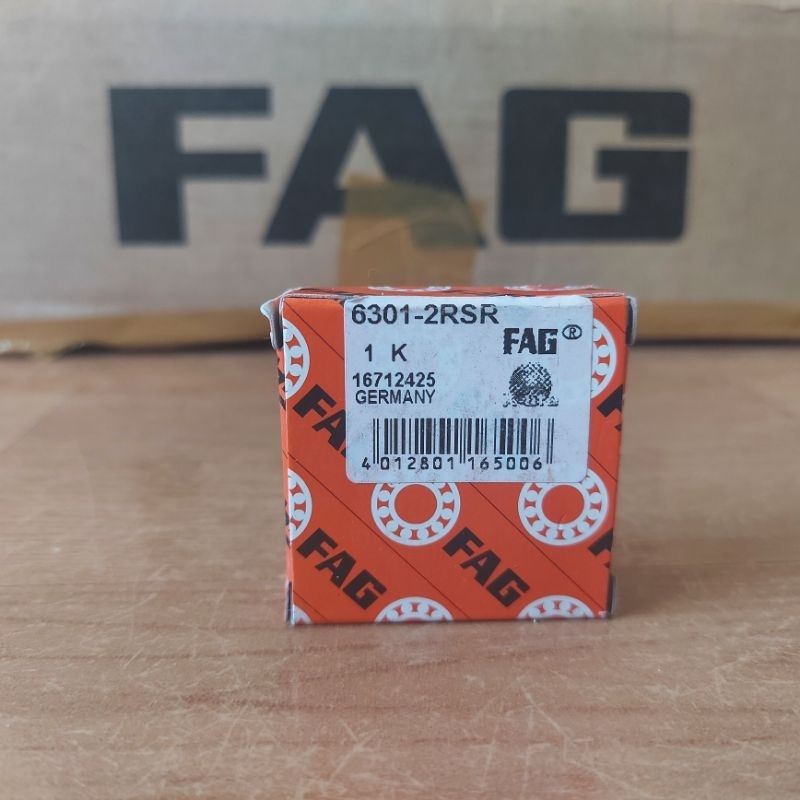 FAG
6301-2RSR
FAG®
1 K
16712425
GERMANY
4 012801 165006
FAG
FAG
FAG